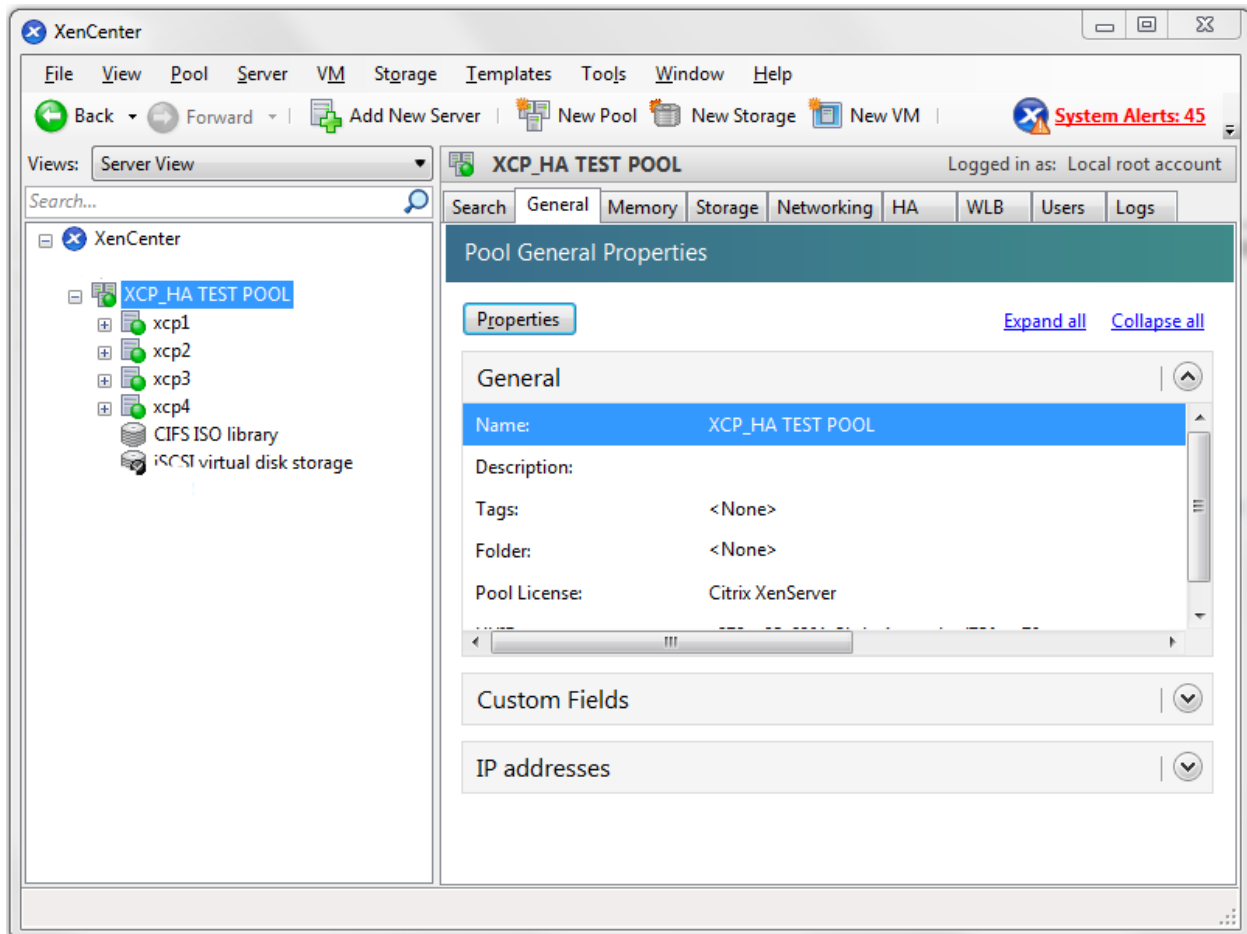 XenCenter
File View Pool Server VM Storage Templates Tools Window Help
Back Forward Add New Server New Pool New Storage New VM System Alerts: 45
Views: Server View
XCP_HA TEST POOL Logged in as: Local root account
Search...
Search General Memory Storage Networking HA WLB Users Logs
XenCenter
XCP_HA TEST POOL
xcp1
xcp2
xcp3
xcp4
CIFS ISO library
iSCSI virtual disk storage
Pool General Properties
Properties Expand all Collapse all
General
Name: XCP_HA TEST POOL
Description:
Tags: <None>
Folder: <None>
Pool License: Citrix XenServer
Custom Fields
IP addresses